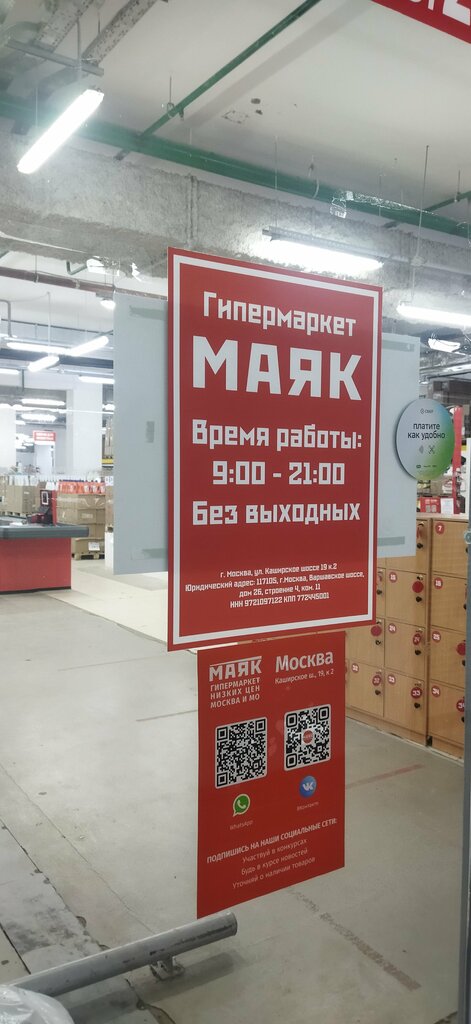 Гипермаркет
МАЯК
Время работы:
9:00 - 21:00
Без выходных
г. Москва, ул. Каширское шоссе 19 к.2
Юридический адрес: 117105, г.Москва, Варшавское шоссе,
дом 26, строение 4, ком. 11
ИНН 9721097122 КПП 772445001
СБЕР
платите
как удобно
МАЯК
ГИПЕРМАРКЕТ
НИЗКИХ ЦЕН
МОСКВА И МО
Москва
Каширское ш., 19, к 2
WhatsApp
ВКонтакте
ПОДПИШИСЬ НА НАШИ СОЦИАЛЬНЫЕ СЕТИ:
Участвуй в конкурсах
Будь в курсе новостей
Уточняй о наличии товаров